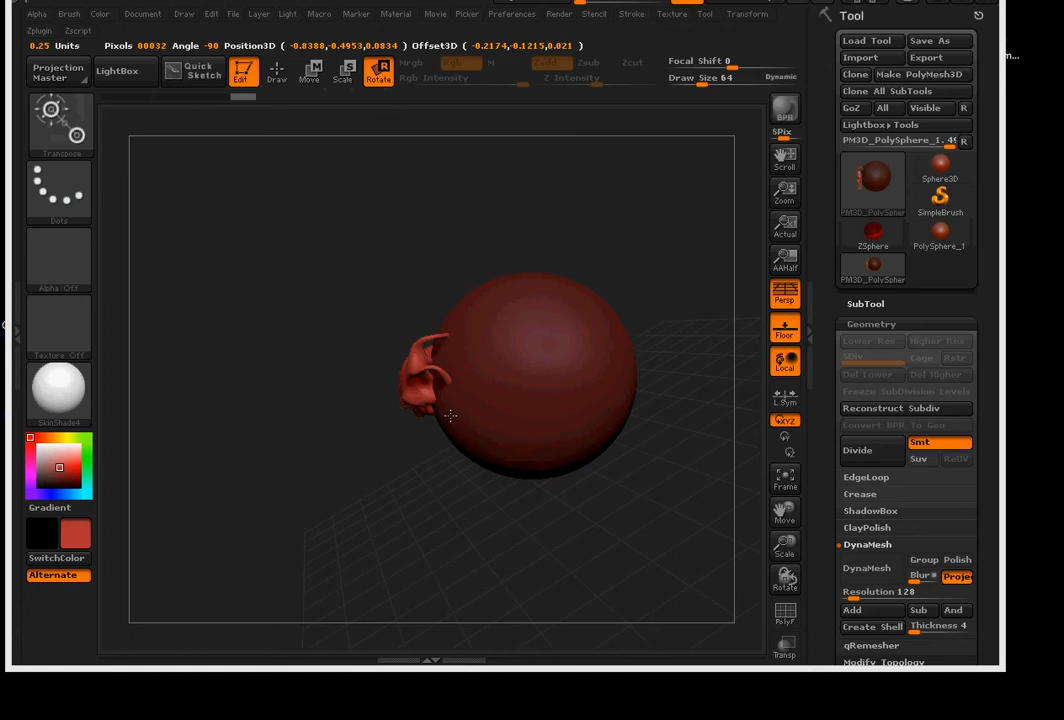 Alpha Brush Color Document Draw Edit File Layer Light Macro Marker Material Movie Picker Preferences Render Stencil Stroke Texture Tool Transform
Zplugin Zscript
0.25 Units Pixols 00032 Angle -90 Position3D ( -0.8388,-0.4953,0.0834 ) Offset3D ( -0.2174,-0.1215,0.021 )
Projection Master
LightBox
Quick Sketch
Edit
Draw
Move
Scale
Rotate
Mrgb Rgb M Zadd Zsub Zcut
Rgb Intensity Z Intensity
Focal Shift 0
Draw Size 64 Dynamic
Transpose
Dots
Alpha Off
Texture Off
SkinShade4
Gradient
SwitchColor
Alternate
BPR
SPix
Scroll
Zoom
Actual
AAHalf
Persp
Floor
Local
L.Sym
XYZ
Frame
Move
Scale
Rotate
PolyF
Transp
Tool
Load Tool Save As
Import Export
Clone Make PolyMesh3D
Clone All SubTools
GoZ All Visible R
Lightbox▸Tools
PM3D_PolySphere_1. 49 R
PM3D_PolySpher
Sphere3D
SimpleBrush
ZSphere
PolySphere_1
PM3D_PolySpher
SubTool
Geometry
Lower Res Higher Res
SDiv Cage Rstr
Del Lower Del Higher
Freeze SubDivision Levels
Reconstruct Subdiv
Convert BPR To Geo
Divide Smt
Suv ReUV
EdgeLoop
Crease
ShadowBox
ClayPolish
DynaMesh
DynaMesh Group Polish
Blur Proje
Resolution 128
Add Sub And
Create Shell Thickness 4
qRemesher
Modify Topology
m...